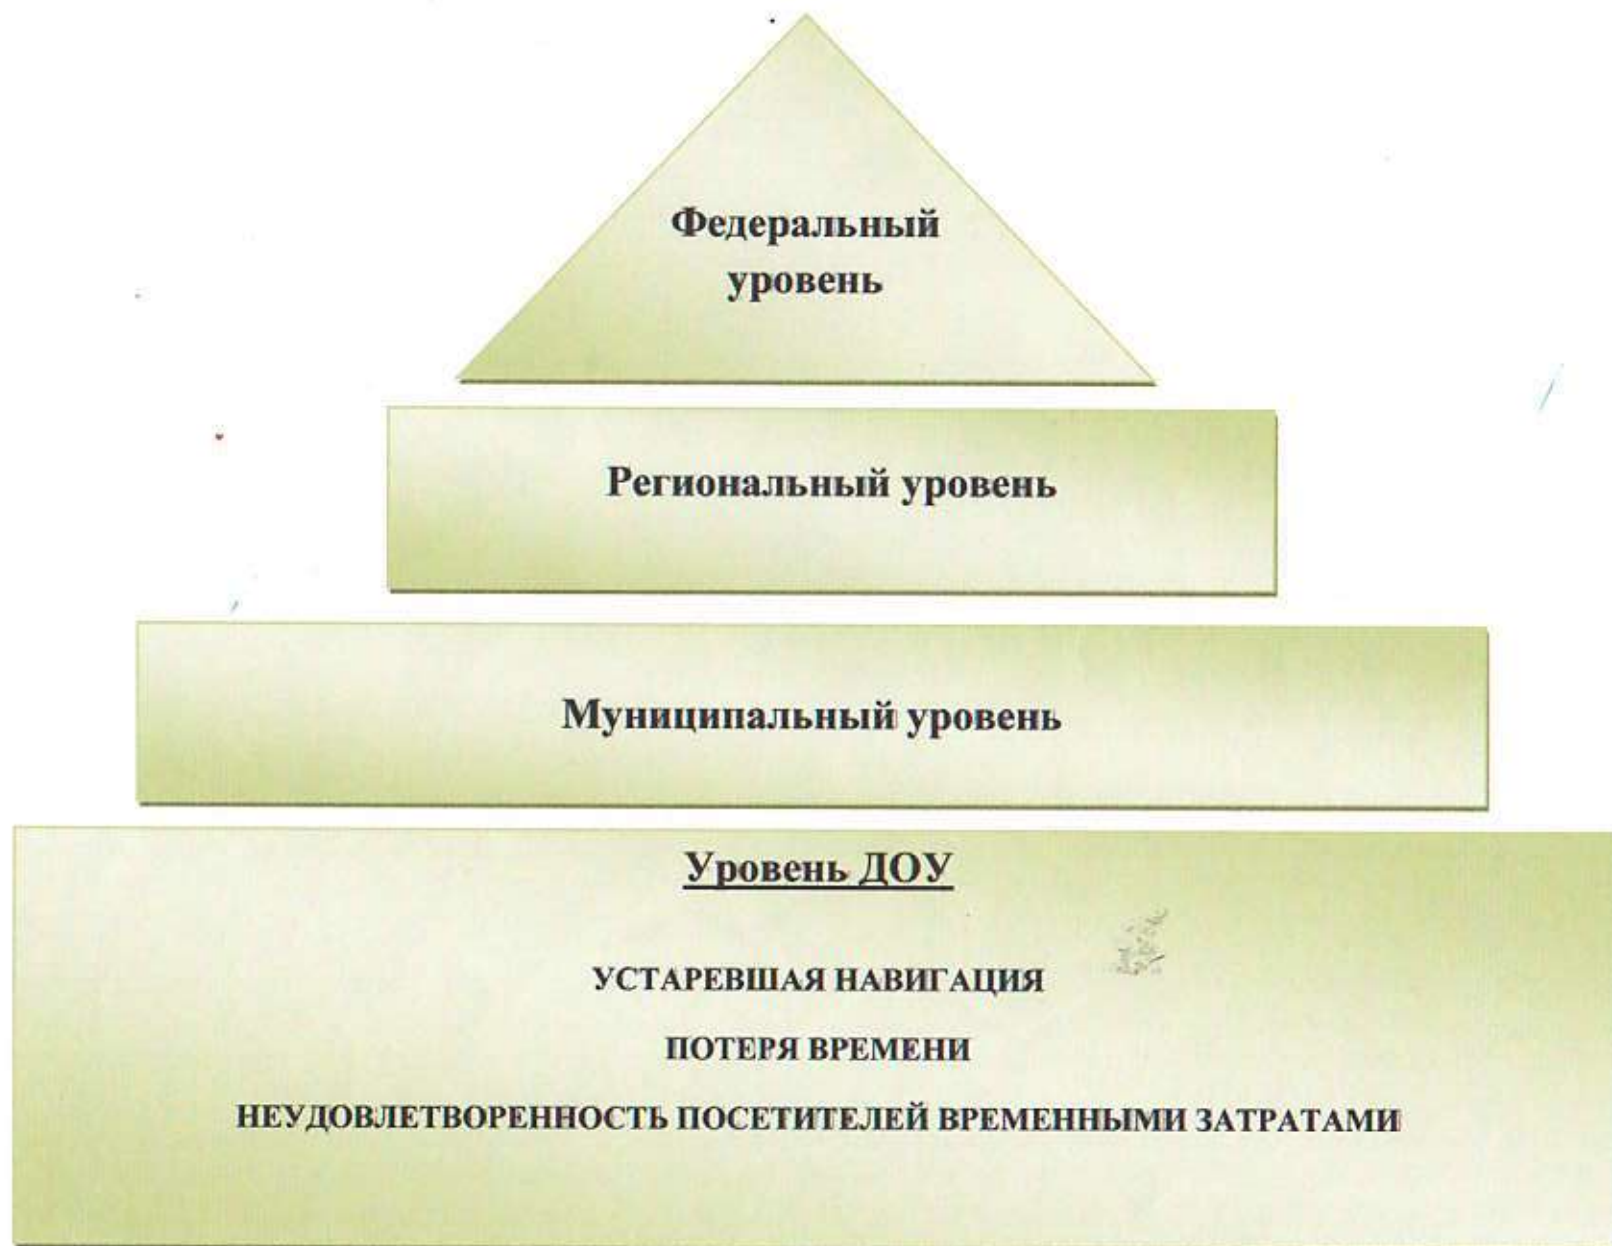 Федеральный
уровень
Региональный уровень
Муниципальный уровень
Уровень ДОУ
УСТАРЕВШАЯ НАВИГАЦИЯ
ПОТЕРЯ ВРЕМЕНИ
НЕУДОВЛЕТВОРЕННОСТЬ ПОСЕТИТЕЛЕЙ ВРЕМЕННЫМИ ЗАТРАТАМИ